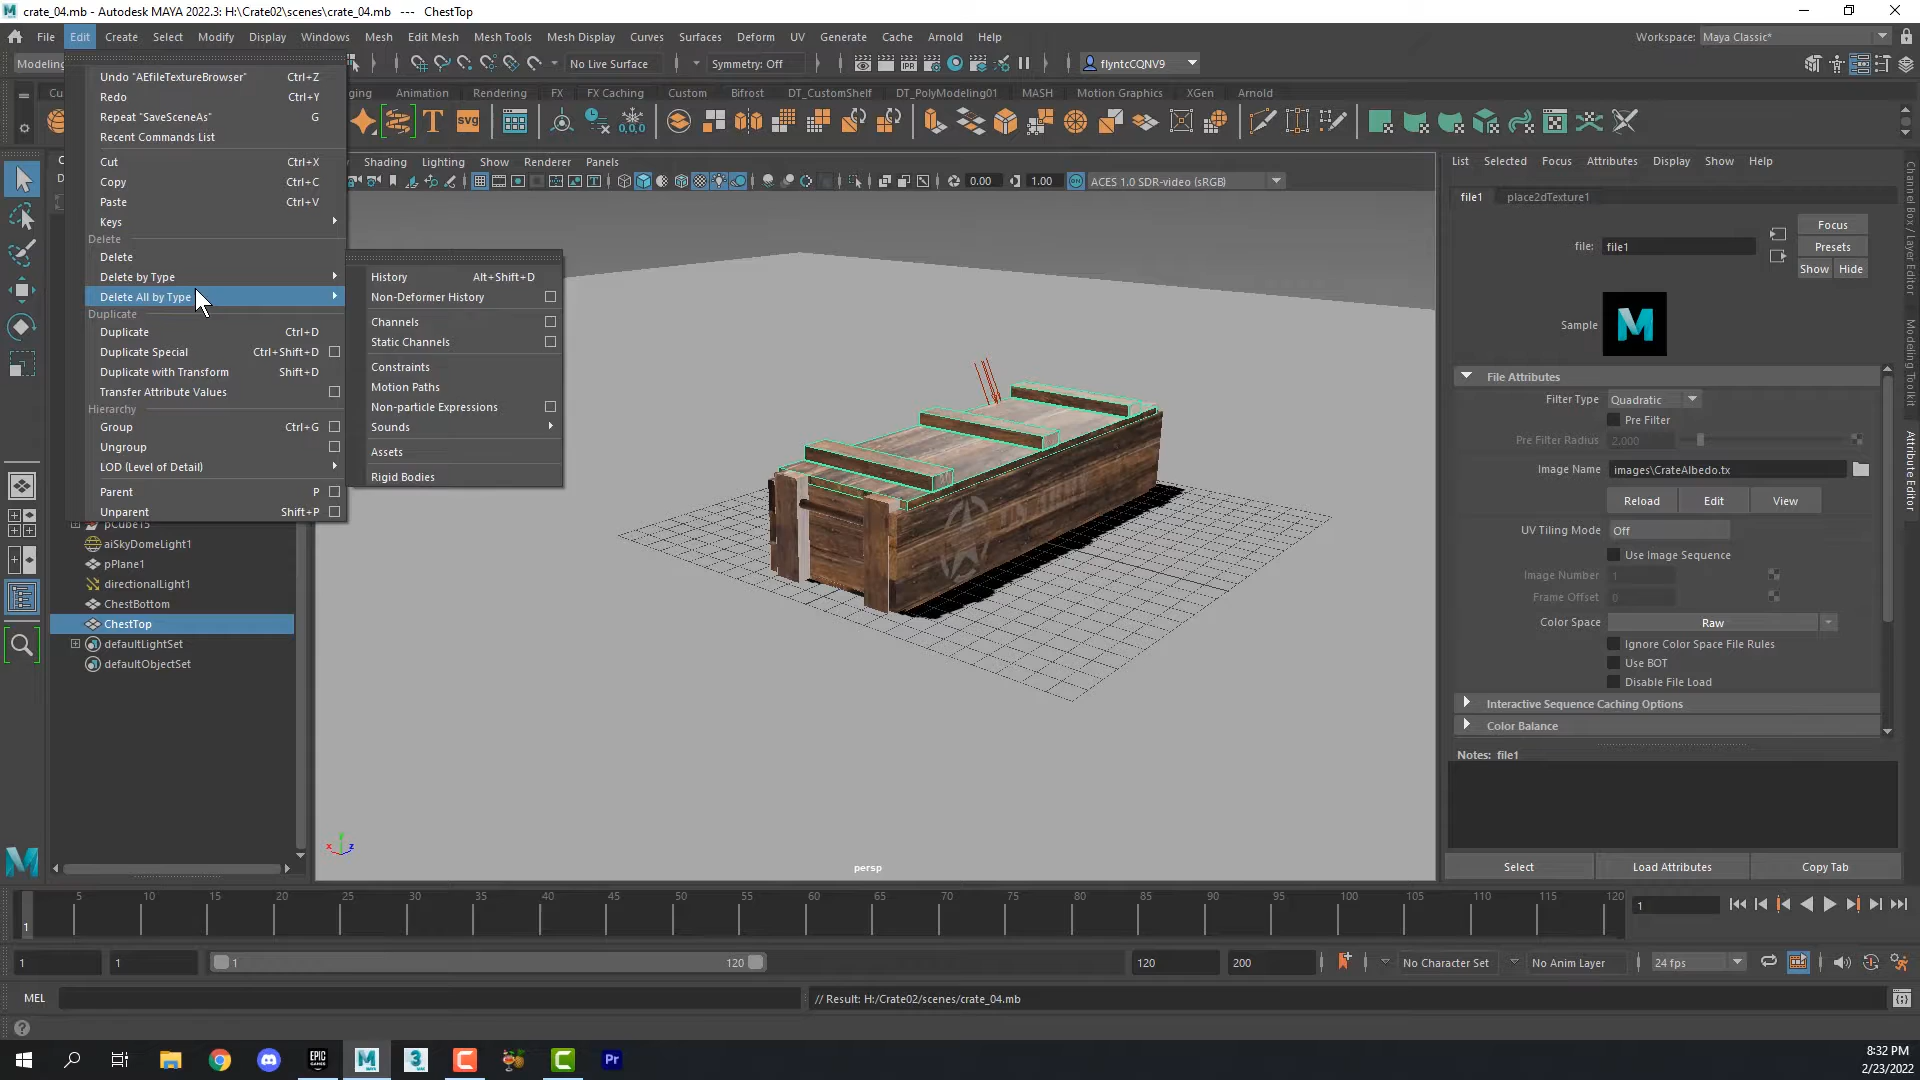 crate_04.mb - Autodesk MAYA 2022.3: H:\Crate02\scenes\crate_04.mb --- ChestTop
File Edit Create Select Modify Display Windows Mesh Edit Mesh Mesh Tools Mesh Display Curves Surfaces Deform UV Generate Cache Arnold Help
Workspace: Maya Classic*
Modeling
No Live Surface
Symmetry: Off
flyntcCQNV9
Animation Rendering FX FX Caching Custom Bifrost DT_CustomShelf DT_PolyModeling01 MASH Motion Graphics XGen Arnold
Undo "AEfileTextureBrowser" Ctrl+Z
Redo Ctrl+Y
Repeat "SaveSceneAs" G
Recent Commands List
Cut Ctrl+X
Copy Ctrl+C
Paste Ctrl+V
Keys
Delete
Delete
Delete by Type
Delete All by Type
Duplicate
Duplicate Ctrl+D
Duplicate Special Ctrl+Shift+D
Duplicate with Transform Shift+D
Transfer Attribute Values
Hierarchy
Group Ctrl+G
Ungroup
LOD (Level of Detail)
Parent P
Unparent Shift+P
History Alt+Shift+D
Non-Deformer History
Channels
Static Channels
Constraints
Motion Paths
Non-particle Expressions
Sounds
Assets
Rigid Bodies
pCube15
aiSkyDomeLight1
pPlane1
directionalLight1
ChestBottom
ChestTop
defaultLightSet
defaultObjectSet
Shading Lighting Show Renderer Panels
0.00 1.00 ACES 1.0 SDR-video (sRGB)
persp
List Selected Focus Attributes Display Show Help
file1 place2dTexture1
Focus
file: file1
Presets
Show Hide
Sample
File Attributes
Filter Type Quadratic
Pre Filter
Pre Filter Radius 2.000
Image Name images\CrateAlbedo.tx
Reload Edit View
UV Tiling Mode Off
Use Image Sequence
Image Number 1
Frame Offset 0
Color Space Raw
Ignore Color Space File Rules
Use BOT
Disable File Load
Interactive Sequence Caching Options
Color Balance
Notes: file1
Select Load Attributes Copy Tab
Channel Box / Layer Editor
Modeling Toolkit
Attribute Editor
5 10 15 20 25 30 35 40 45 50 55 60 65 70 75 80 85 90 95 100 105 110 115 120
1
1
1 1 1 120 120 200 No Character Set No Anim Layer 24 fps
MEL // Result: H:/Crate02/scenes/crate_04.mb
8:32 PM
2/23/2022